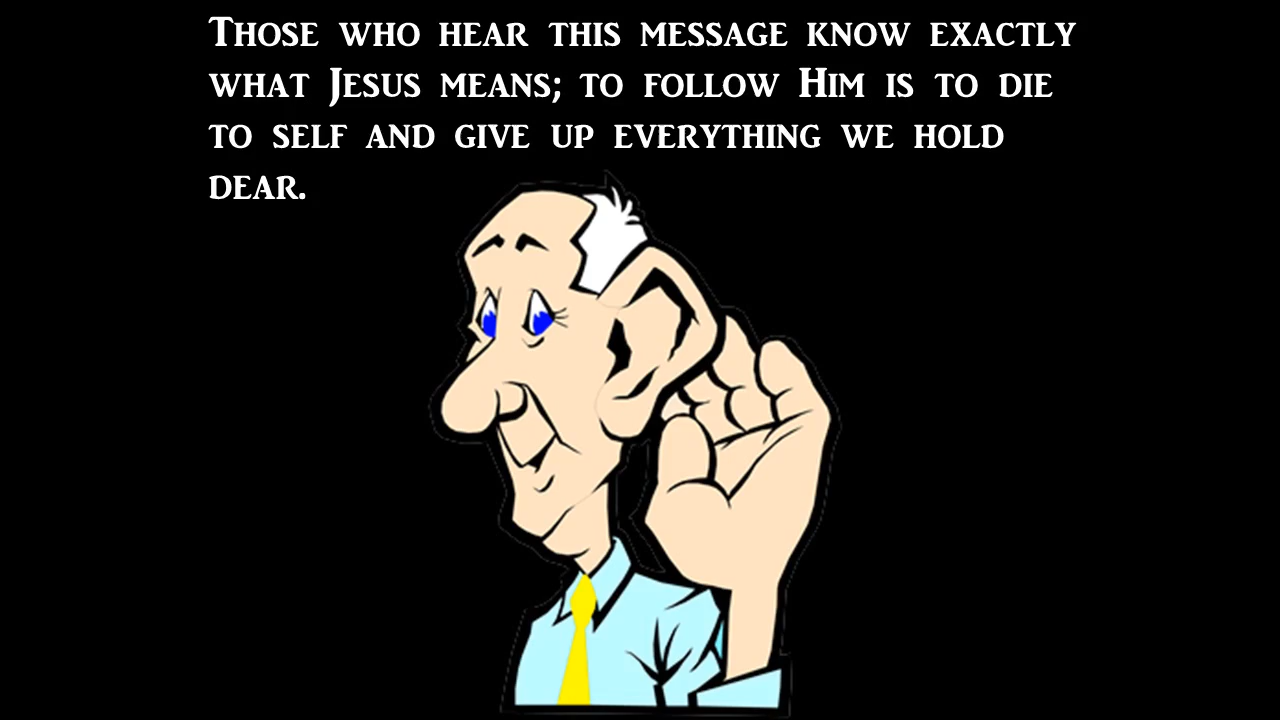 Those who hear this message know exactly
what Jesus means; to follow Him is to die
to self and give up everything we hold
dear.